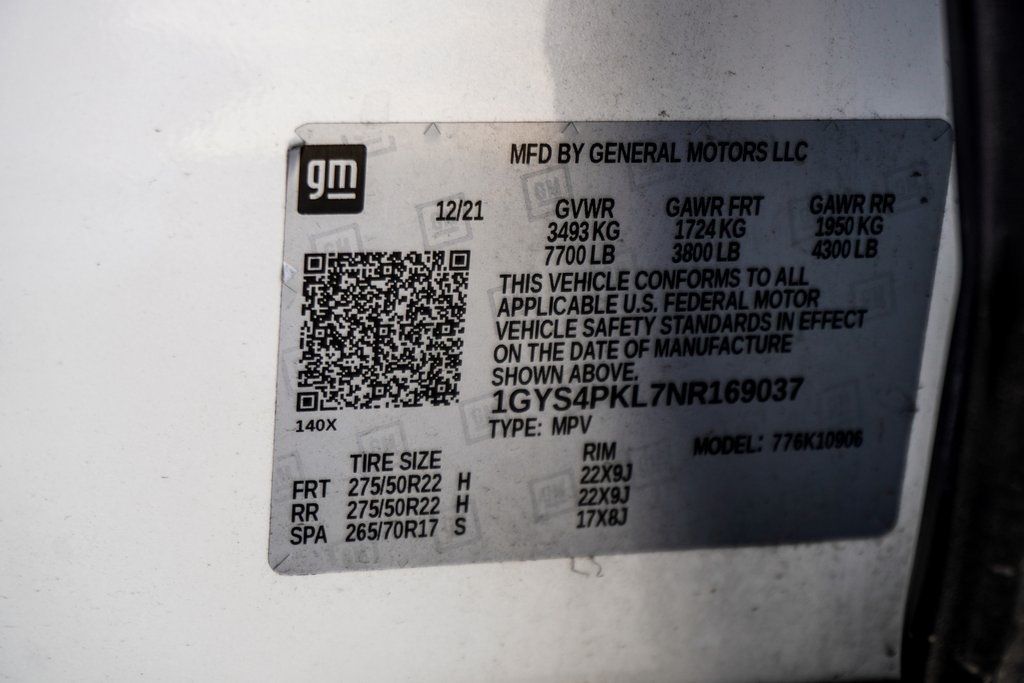 gm
MFD BY GENERAL MOTORS LLC
12/21 GVWR GAWR FRT GAWR RR
3493 KG 1724 KG 1950 KG
7700 LB 3800 LB 4300 LB
THIS VEHICLE CONFORMS TO ALL
APPLICABLE U.S. FEDERAL MOTOR
VEHICLE SAFETY STANDARDS IN EFFECT
ON THE DATE OF MANUFACTURE
SHOWN ABOVE.
1GYS4PKL7NR169037
140X
TYPE: MPV
MODEL: 776K10906
TIRE SIZE RIM
FRT 275/50R22 H 22X9J
RR 275/50R22 H 22X9J
SPA 265/70R17 S 17X8J